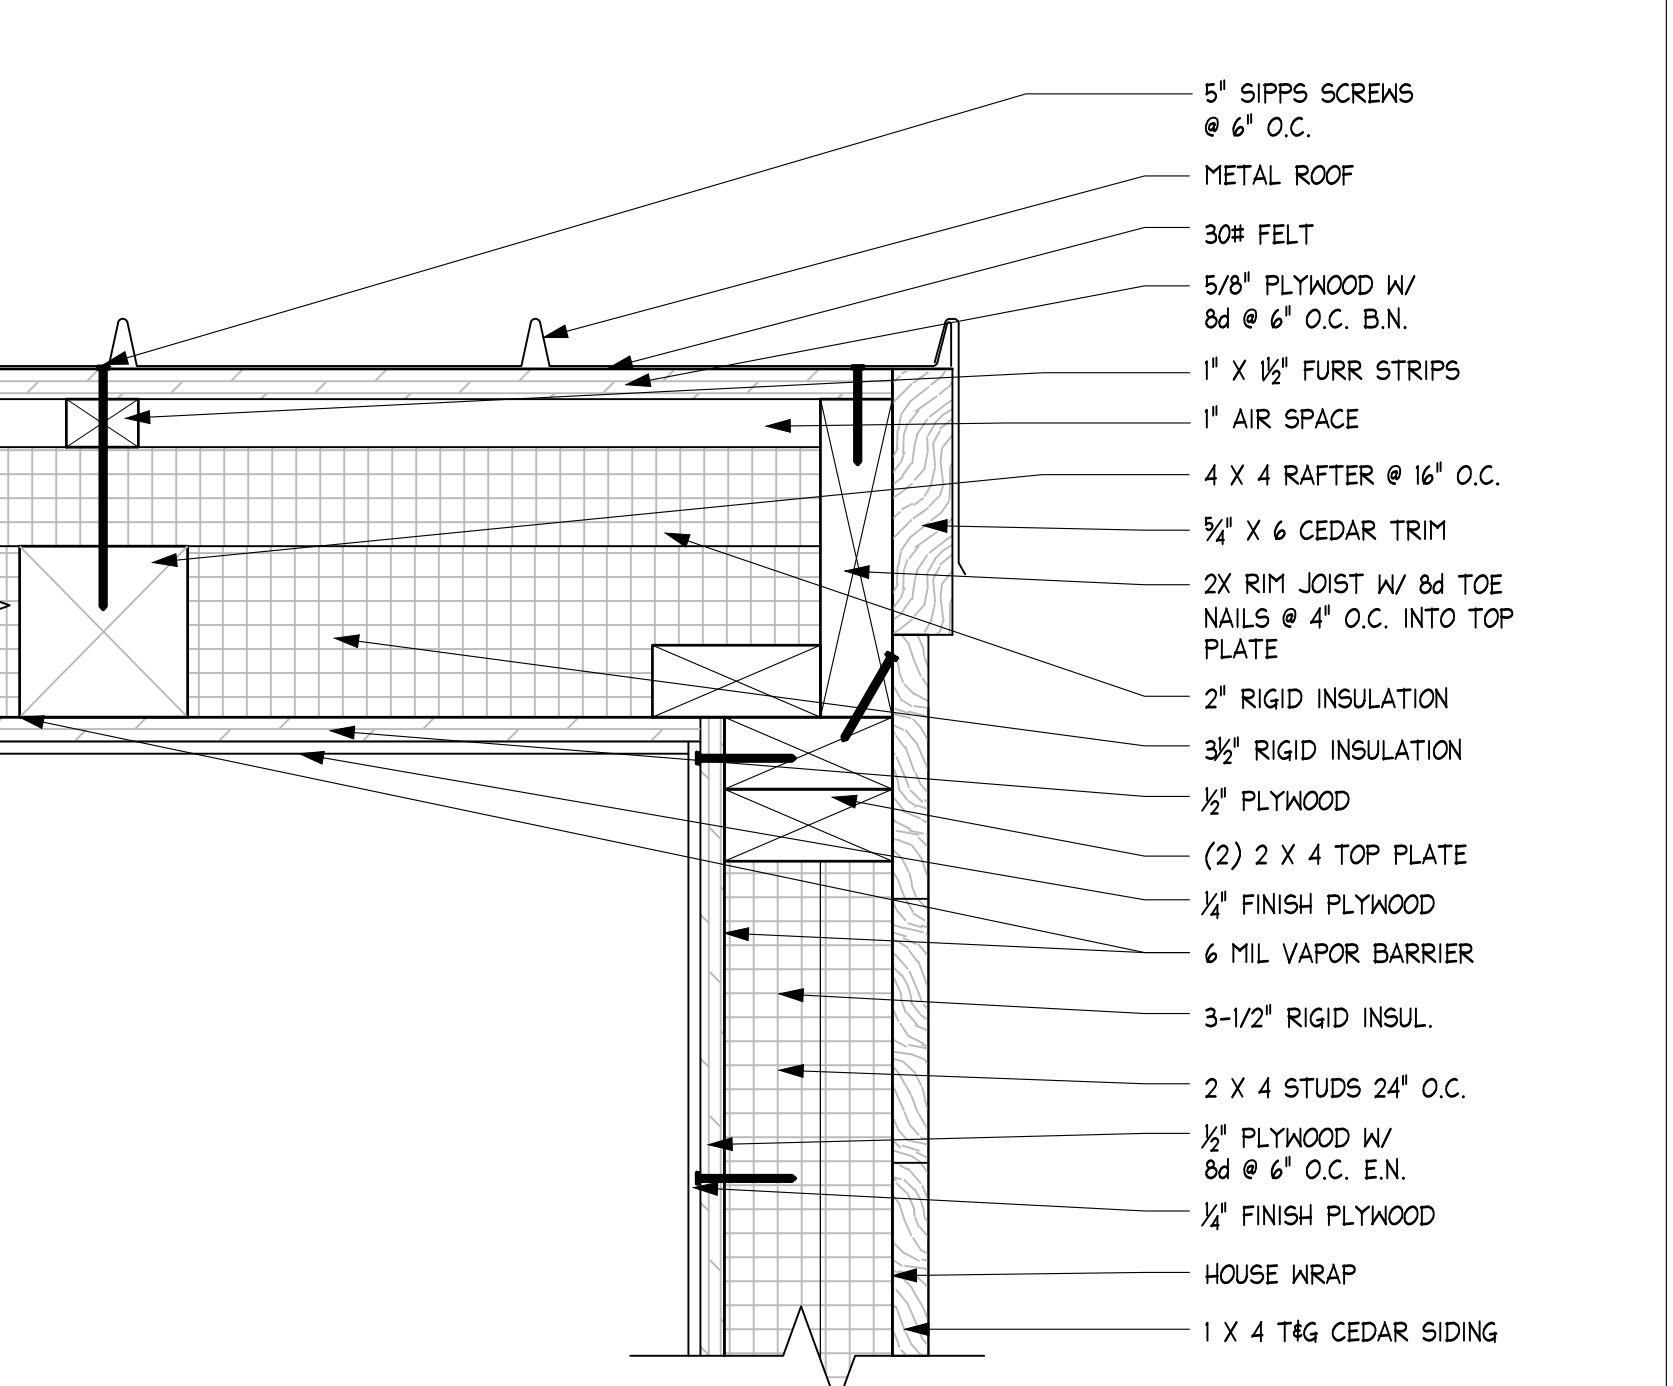 5" SIPPS SCREWS
@ 6" O.C.
METAL ROOF
30# FELT
5/8" PLYWOOD W/
8d @ 6" O.C. B.N.
1" X 1½" FURR STRIPS
1" AIR SPACE
4 X 4 RAFTER @ 16" O.C.
5⁄4" X 6 CEDAR TRIM
2X RIM JOIST W/ 8d TOE
NAILS @ 4" O.C. INTO TOP
PLATE
2" RIGID INSULATION
3½" RIGID INSULATION
½" PLYWOOD
(2) 2 X 4 TOP PLATE
¼" FINISH PLYWOOD
6 MIL VAPOR BARRIER
3-1/2" RIGID INSUL.
2 X 4 STUDS 24" O.C.
½" PLYWOOD W/
8d @ 6" O.C. E.N.
¼" FINISH PLYWOOD
HOUSE WRAP
1 X 4 T&G CEDAR SIDING